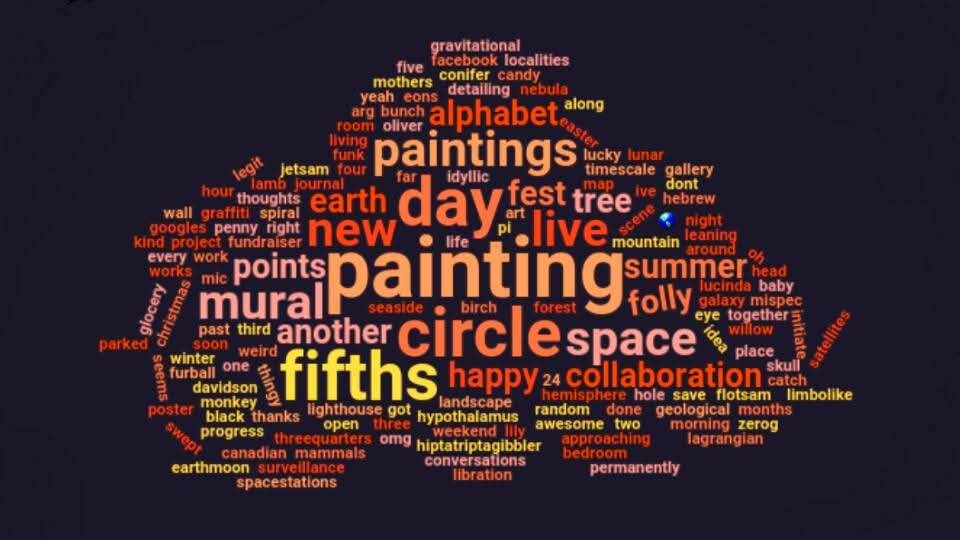 gravitational
five facebook localities
mothers conifer candy
yeah eons detailing nebula
arg bunch alphabet along
room oliver easter
living
funk paintings lucky lunar
legit jetsam four far idyllic timescale gallery
hour lamb journal day fest tree map ive dont
thoughts earth hebrew
wall graffiti spiral art scene night
googles penny right new pi live leaning
kind project fundraiser life mountain around
every work points painting summer oh
works mic head
glocery christmas mural seaside birch forest folly lucinda baby
galaxy mispec
past third another circle space eye together initiate satellites
parked soon weird idea willow
winter one place
seems furball thingy fifths happy 24 collaboration skull
catch
davidson hemisphere hole save flotsam limbolike
monkey landscape
poster black thanks lighthouse got hypothalamus random done geological months
progress open three awesome two morning zerog
swept threequarters omg weekend lily approaching lagrangian
canadian mammals hiptatriptagibbler bedroom
earthmoon surveillance conversations permanently
spacestations libration